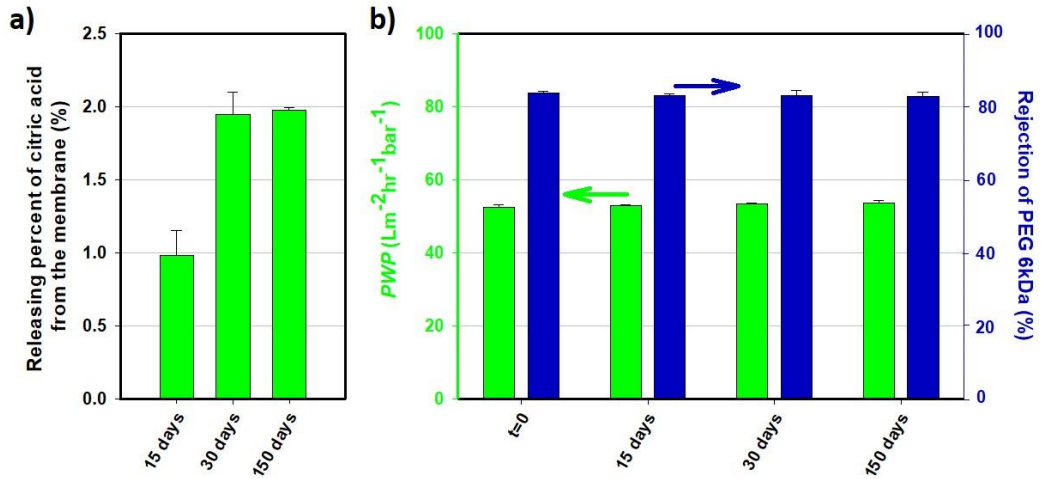 a)
Releasing percent of citric acid
from the membrane (%)
2.5
2.0
1.5
1.0
0.5
0.0
15 days
30 days
150 days
b)
PWP (Lm⁻²hr⁻¹bar⁻¹)
100
80
60
40
20
0
t=0
15 days
30 days
150 days
100
80
60
40
20
0
Rejection of PEG 6kDa (%)